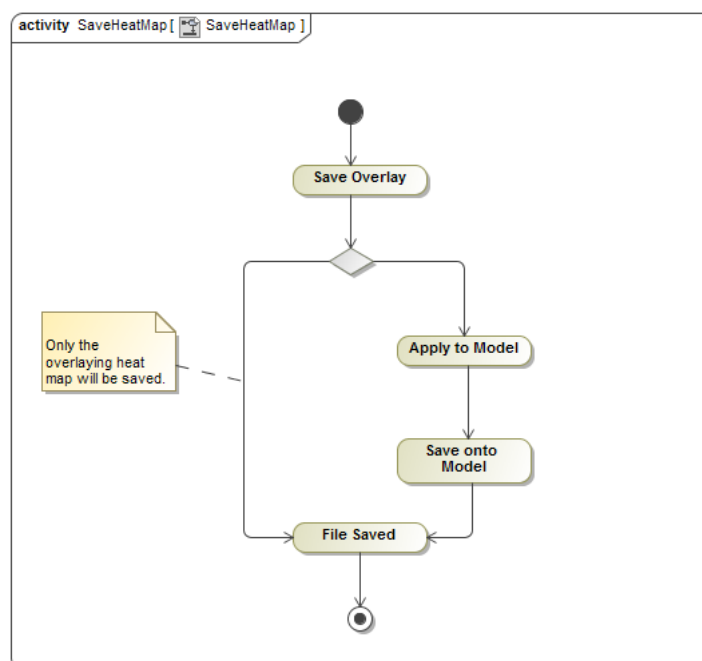 activity SaveHeatMap [ SaveHeatMap ]
Save Overlay
Only the
overlaying heat
map will be saved.
Apply to Model
Save onto
Model
File Saved